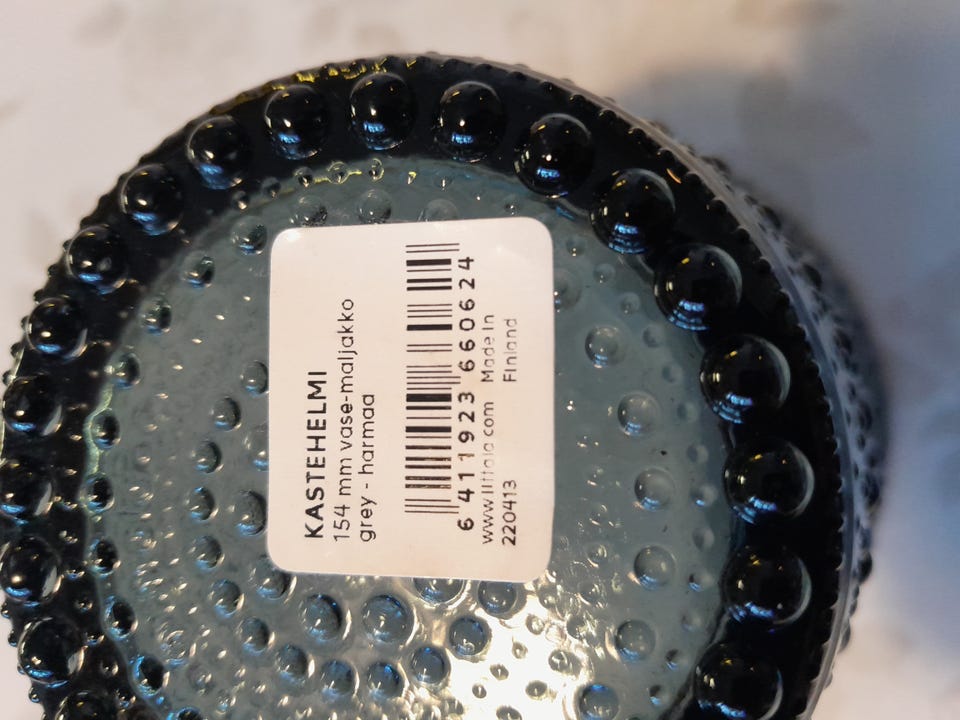 KASTEHELMI
154 mm vase-maljakko
grey - harmaa
6 411923 660624
www.iittala.com Made in
220413 Finland